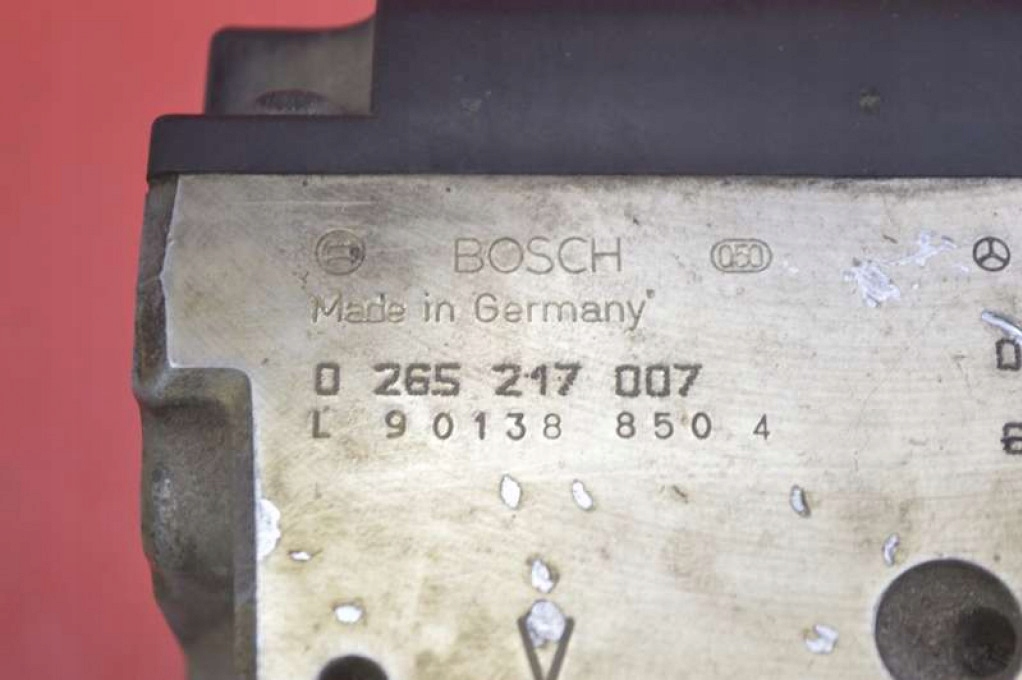 BOSCH 050
Made in Germany
0 265 217 007
L 90138 850 4
V